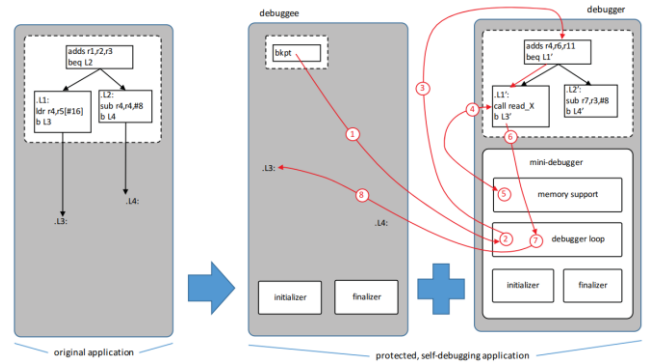 debuggee
debugger
adds r1,r2,r3
beq L2
.L1:
ldr r4,r5[#16]
b L3
.L2:
sub r4,r4,#8
b L4
.L3:
.L4:
original application
bkpt
1
.L3:
8
.L4:
initializer
finalizer
3
adds r4,r6,r11
beq L1'
.L1':
call read_X
b L3'
.L2':
sub r7,r3,#8
b L4'
4
6
mini-debugger
5
memory support
2
7
debugger loop
initializer
finalizer
protected, self-debugging application